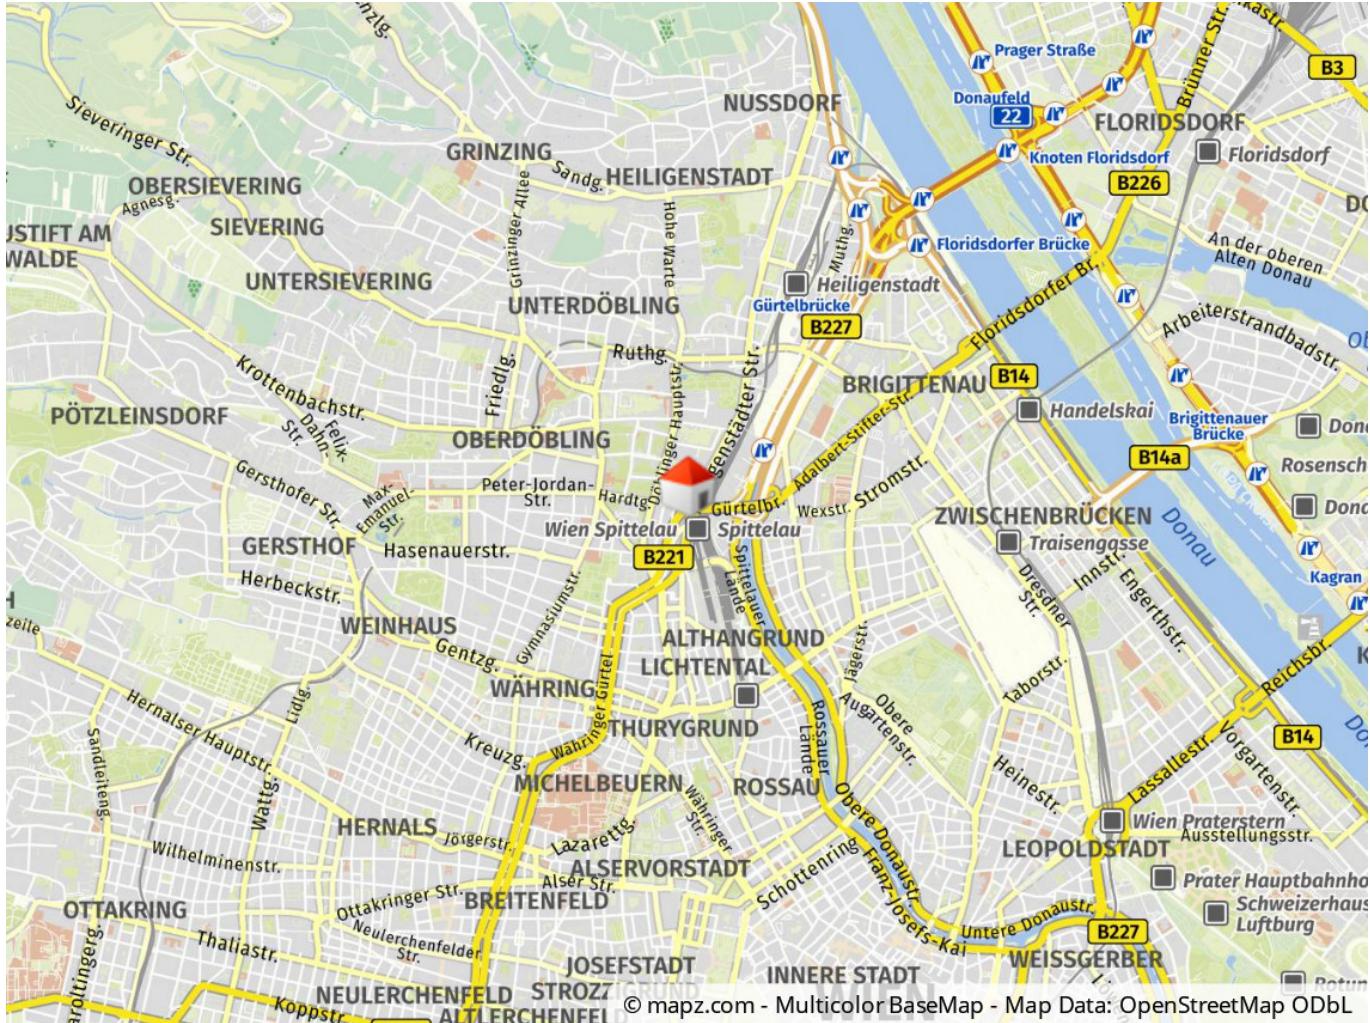 Prager Straße
B3
Brünner Str.
Donaufeld
22
NUSSDORF
FLORIDSDORF
Sieveringer Str.
GRINZING
Knoten Floridsdorf
Floridsdorf
Sandg.
HEILIGENSTADT
B226
OBERSIEVERING
Agnesg.
Grinzinger Allee
Hohe Warte
SIEVERING
USTIFT AM
WALDE
Muthg.
Floridsdorfer Brücke
An der oberen
Alten Donau
UNTERSIEVERING
Heiligenstadt
UNTERDÖBLING
Gürtelbrücke
B227
Floridsdorfer Br.
Arbeiterstrandbadstr.
Ruthg.
Krottenbachstr.
Friedlg.
BRIGITTENAU
B14
PÖTZLEINSDORF
Felix-
Dahn-
Str.
OBERDÖBLING
Adalbert-Stifter-Str.
Handelskai
Brigittenauer
Brücke
B14a
Gersthofer Str.
Max-
Emanuel-
Str.
Peter-Jordan-
Str.
Hardtg.
Stromstr.
Gürtelbr.
Wexstr.
Wien Spittelau
Spittelau
ZWISCHENBRÜCKEN
Traisengasse
Donau
GERSTHOF
Hasenauerstr.
B221
Spittelauer
Lände
Kagran
Herbeckstr.
Gymnasiumstr.
Dresdner
Str.
Innstr.
Engerthstr.
WEINHAUS
Gentzg.
ALTHANGRUND
LICHTENTAL
Jägerstr.
Taborstr.
Reichsbr.
WÄHRING
Hernalser Hauptstr.
Lidlg.
Währinger Gürtel
THURYGRUND
Rossauer
Lände
Obere
Augartenstr.
B14
Kreuzg.
Sandleiteng.
Wattg.
MICHELBEUERN
ROSSAU
Heinestr.
Lassallestr.
Vorgartenstr.
Währinger
Str.
Obere Donaustr.
HERNALS
Jörgerstr.
Lazarettg.
Wien Praterstern
Ausstellungsstr.
Wilhelminenstr.
ALSERVORSTADT
LEOPOLDSTADT
Schottenring
Alser Str.
Ottakringer Str.
BREITENFELD
Franz-Josefs-Kai
Prater Hauptbahnho
Schweizerhaus
Luftburg
OTTAKRING
Untere Donaustr.
B227
Thaliastr.
Neulerchenfelder
Str.
WEISSGERBER
JOSEFSTADT
INNERE STADT
NEULERCHENFELD
Koppstr.
ALTLERCHENFELD
© mapz.com - Multicolor BaseMap - Map Data: OpenStreetMap ODbL